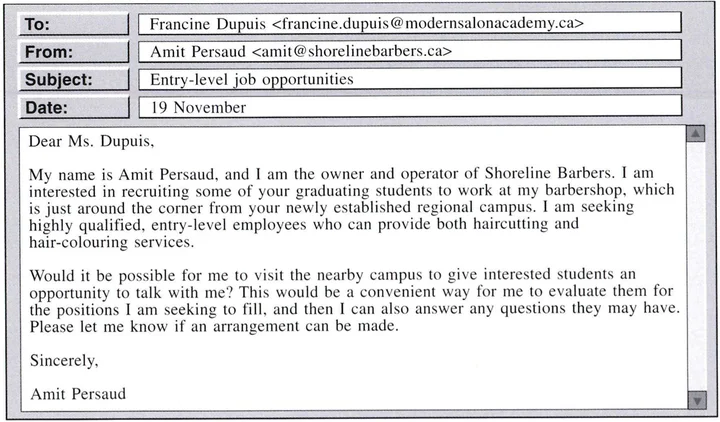 To: Francine Dupuis <francine.dupuis@modernsalonacademy.ca>
From: Amit Persaud <amit@shorelinebarbers.ca>
Subject: Entry-level job opportunities
Date: 19 November
Dear Ms. Dupuis,
My name is Amit Persaud, and I am the owner and operator of Shoreline Barbers. I am
interested in recruiting some of your graduating students to work at my barbershop, which
is just around the corner from your newly established regional campus. I am seeking
highly qualified, entry-level employees who can provide both haircutting and
hair-colouring services.
Would it be possible for me to visit the nearby campus to give interested students an
opportunity to talk with me? This would be a convenient way for me to evaluate them for
the positions I am seeking to fill, and then I can also answer any questions they may have.
Please let me know if an arrangement can be made.
Sincerely,
Amit Persaud